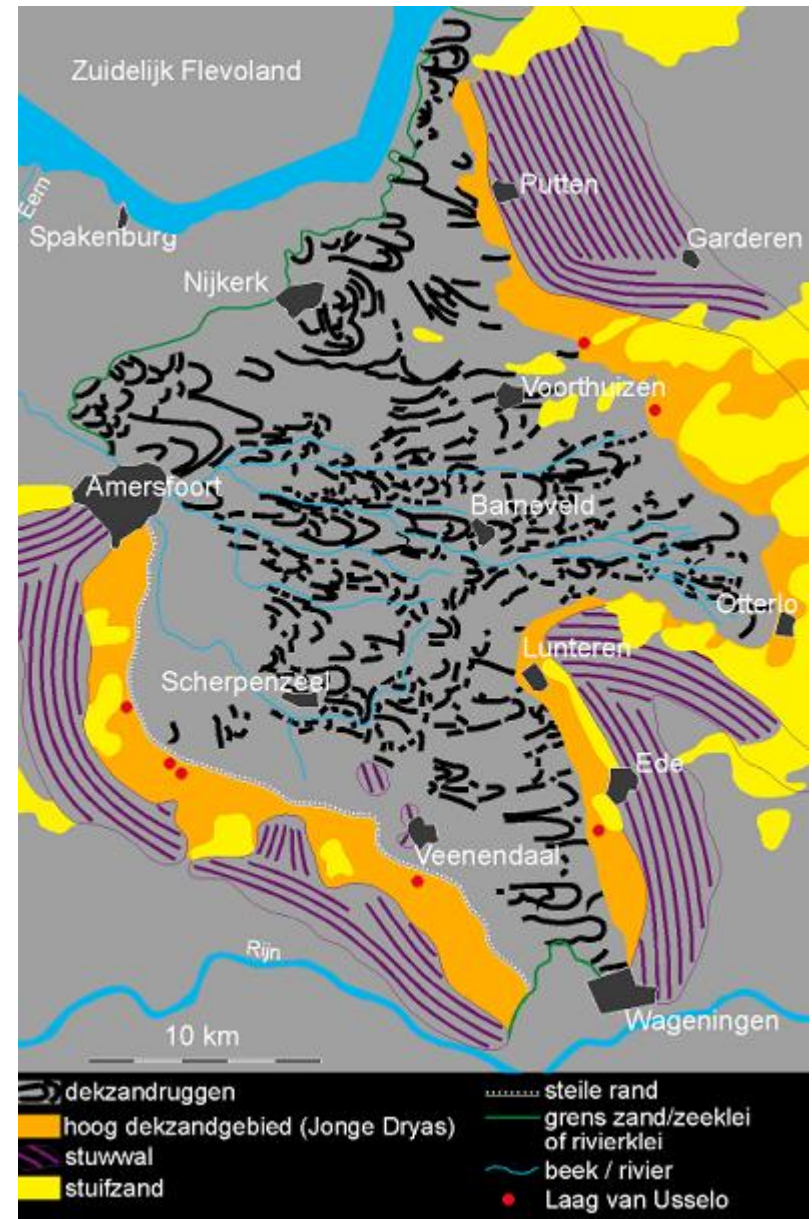 Zuidelijk Flevoland
Eem
Spakenburg
Putten
Garderen
Nijkerk
Voorthuizen
Amersfoort
Barneveld
Otterlo
Lunteren
Scherpenzeel
Ede
Veenendaal
Rijn
10 km
Wageningen
dekzandruggen
hoog dekzandgebied (Jonge Dryas)
stuwwal
stuifzand
steile rand
grens zand/zeeklei
of rivierklei
beek / rivier
Laag van Usselo